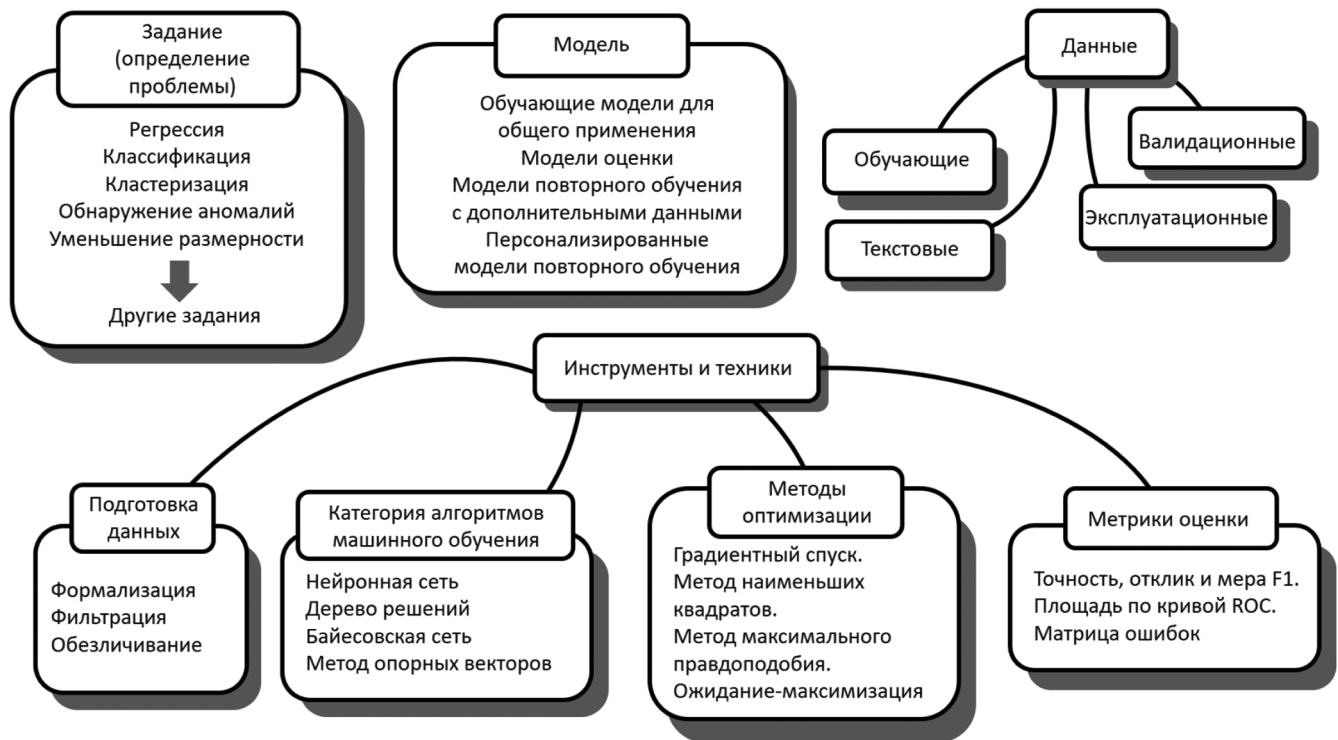 Задание
(определение
проблемы)
Регрессия
Классификация
Кластеризация
Обнаружение аномалий
Уменьшение размерности
Другие задания
Модель
Обучающие модели для
общего применения
Модели оценки
Модели повторного обучения
с дополнительными данными
Персонализированные
модели повторного обучения
Данные
Обучающие
Текстовые
Эксплуатационные
Валидационные
Инструменты и техники
Подготовка
данных
Формализация
Фильтрация
Обезличивание
Категория алгоритмов
машинного обучения
Нейронная сеть
Дерево решений
Байесовская сеть
Метод опорных векторов
Методы
оптимизации
Градиентный спуск.
Метод наименьших
квадратов.
Метод максимального
правдоподобия.
Ожидание-максимизация
Метрики оценки
Точность, отклик и мера F1.
Площадь по кривой ROC.
Матрица ошибок